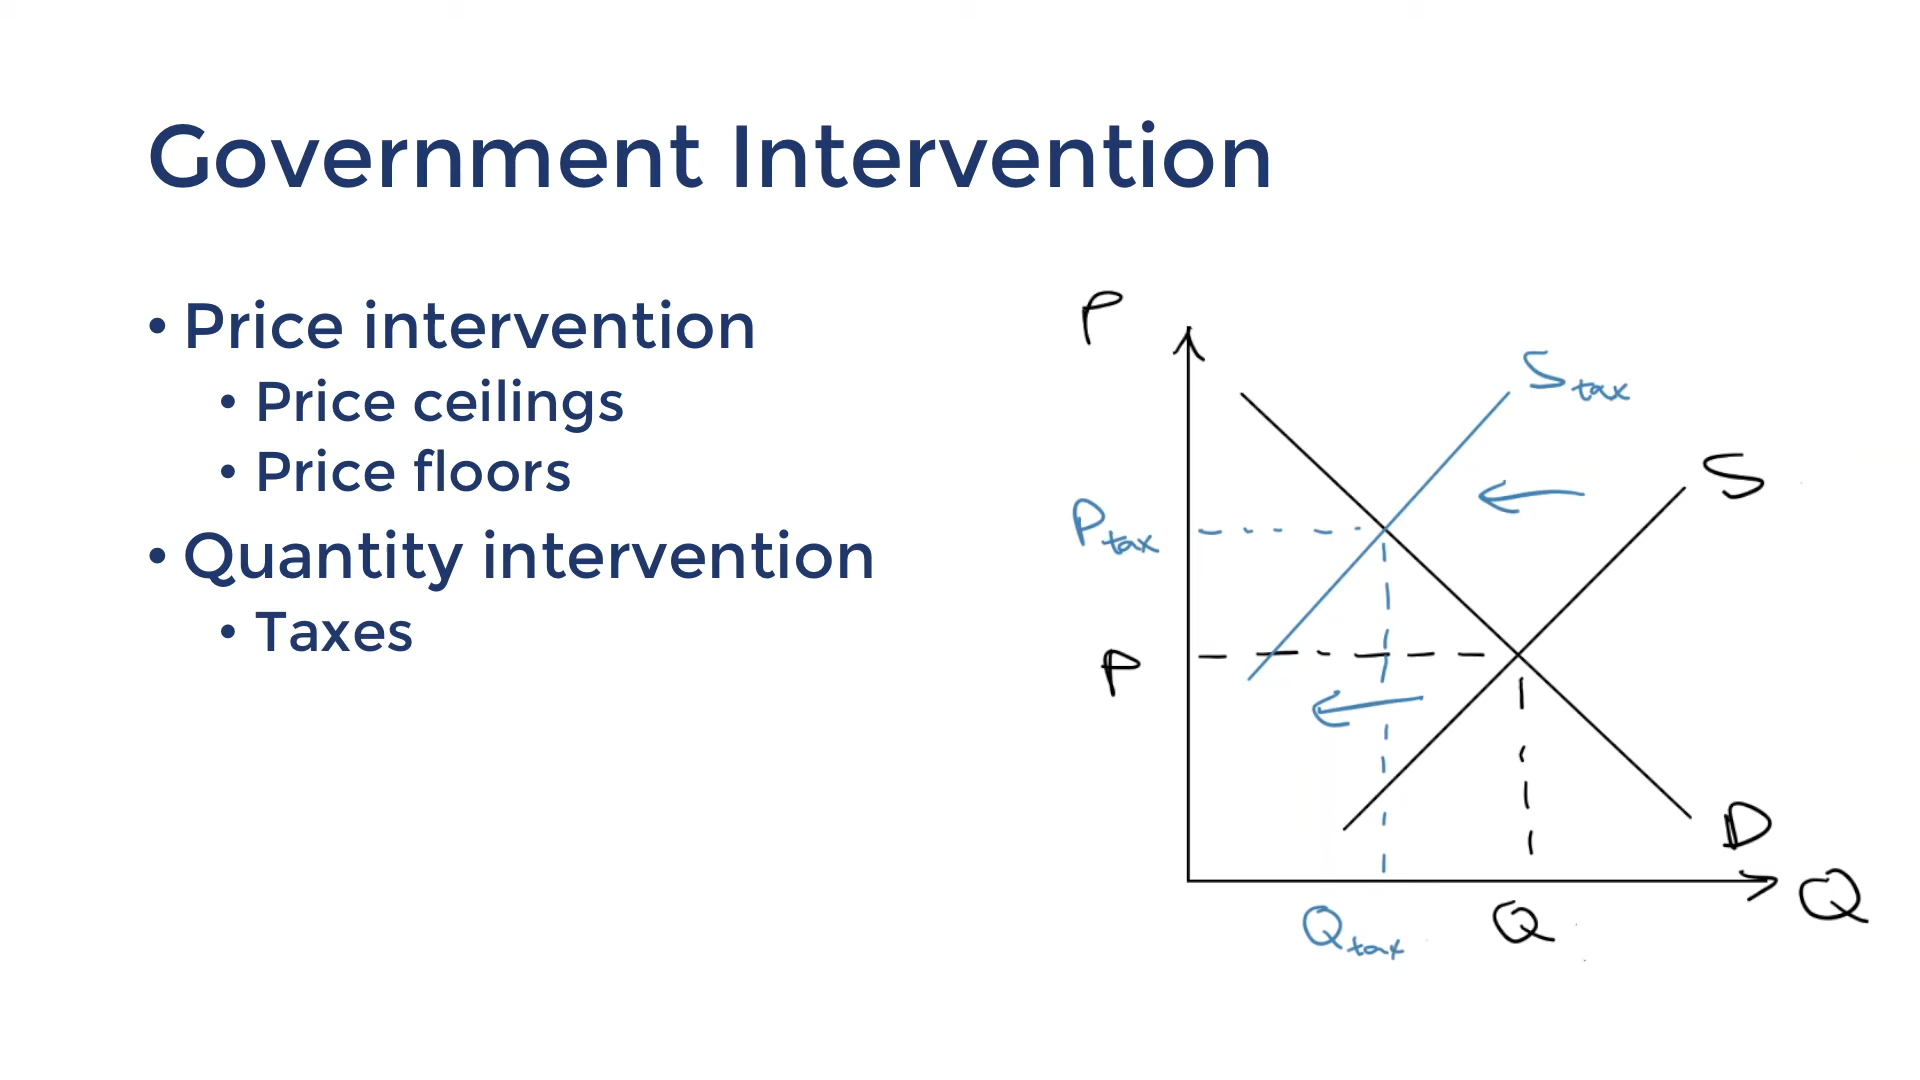 Government Intervention
• Price intervention
• Price ceilings
• Price floors
• Quantity intervention
• Taxes
P
S tax
S
P tax
P
D
Q
Q tax
Q